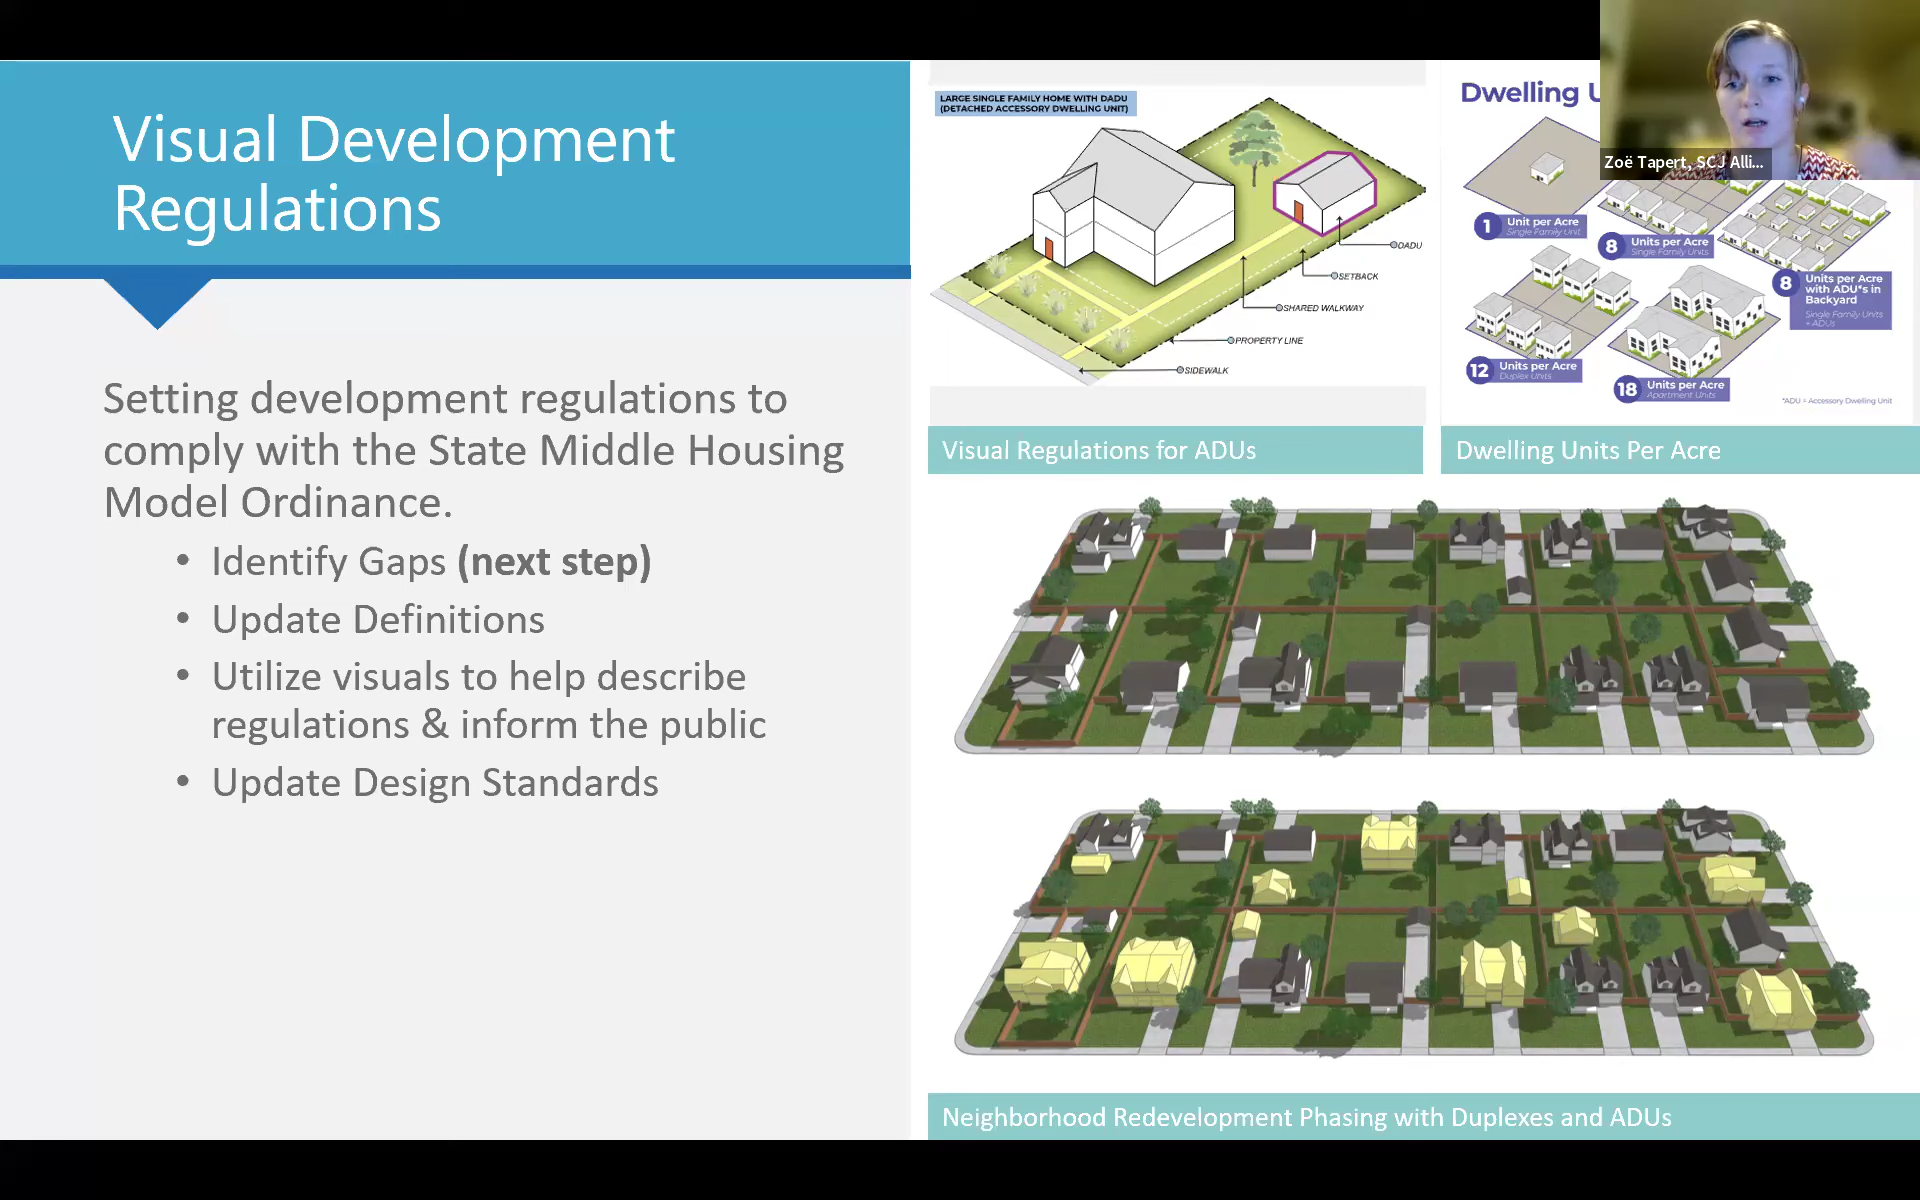 Visual Development
Regulations
Setting development regulations to
comply with the State Middle Housing
Model Ordinance.
• Identify Gaps (next step)
• Update Definitions
• Utilize visuals to help describe
regulations & inform the public
• Update Design Standards
LARGE SINGLE FAMILY HOME WITH DADU
(DETACHED ACCESSORY DWELLING UNIT)
DADU
SETBACK
SHARED WALKWAY
PROPERTY LINE
SIDEWALK
Visual Regulations for ADUs
Dwelling U
Zoë Tapert, SCJ Alli...
1 Unit per Acre
Single Family Unit
8 Units per Acre
Single Family Units
8 Units per Acre
with ADU*s in
Backyard
Single Family Units
+ ADUs
12 Units per Acre
Duplex Units
18 Units per Acre
Apartment Units
*ADU = Accessory Dwelling Unit
Dwelling Units Per Acre
Neighborhood Redevelopment Phasing with Duplexes and ADUs